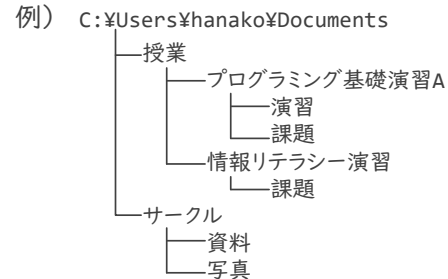 例） C:¥Users¥hanako¥Documents
授業
プログラミング基礎演習A
演習
課題
情報リテラシー演習
課題
サークル
資料
写真